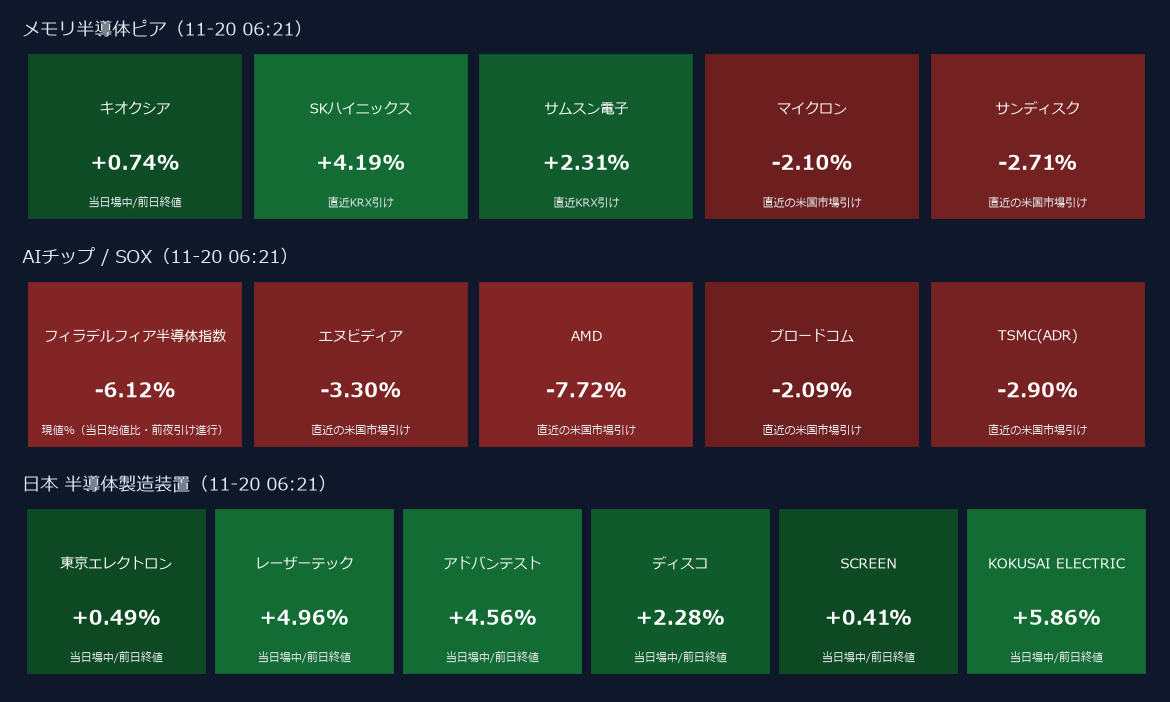 メモリ半導体ピア（11-20 06:21）
キオクシア
+0.74%
当日場中/前日終値
SKハイニックス
+4.19%
直近KRX引け
サムスン電子
+2.31%
直近KRX引け
マイクロン
-2.10%
直近の米国市場引け
サンディスク
-2.71%
直近の米国市場引け
AIチップ / SOX（11-20 06:21）
フィラデルフィア半導体指数
-6.12%
現値%（当日始値比・前夜引け進行）
エヌビディア
-3.30%
直近の米国市場引け
AMD
-7.72%
直近の米国市場引け
ブロードコム
-2.09%
直近の米国市場引け
TSMC(ADR)
-2.90%
直近の米国市場引け
日本 半導体製造装置（11-20 06:21）
東京エレクトロン
+0.49%
当日場中/前日終値
レーザーテック
+4.96%
当日場中/前日終値
アドバンテスト
+4.56%
当日場中/前日終値
ディスコ
+2.28%
当日場中/前日終値
SCREEN
+0.41%
当日場中/前日終値
KOKUSAI ELECTRIC
+5.86%
当日場中/前日終値